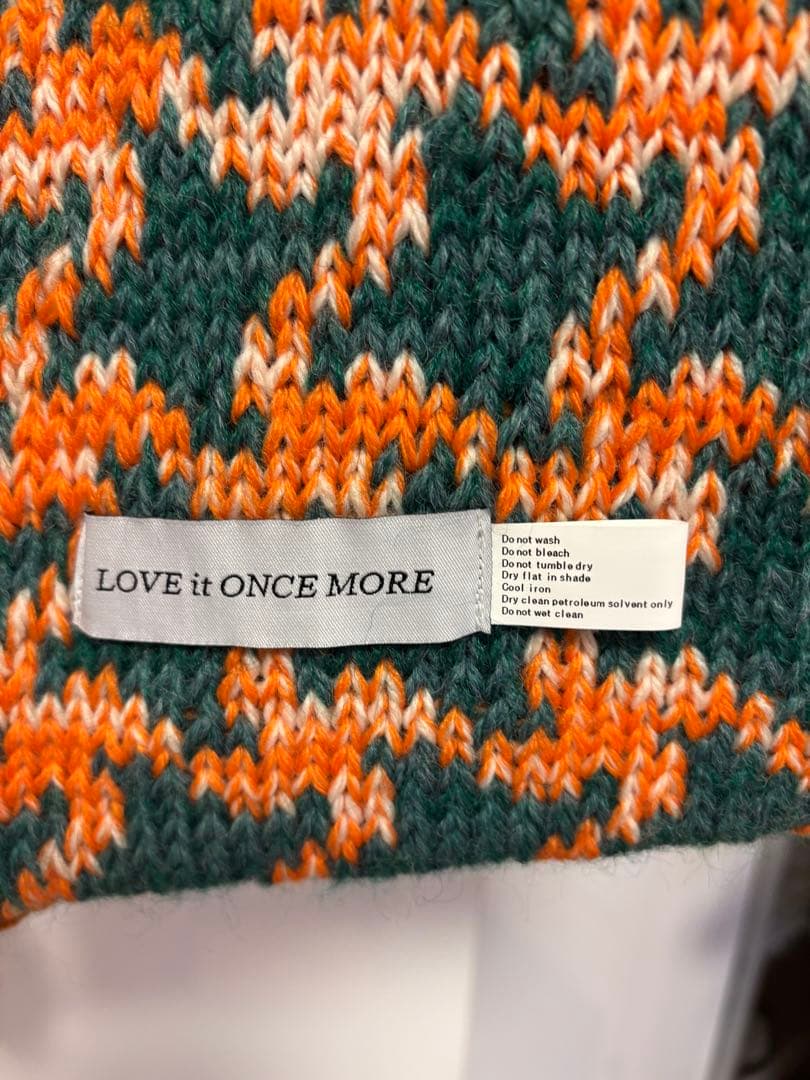 LOVE it ONCE MORE
Do not wash
Do not bleach
Do not tumble dry
Dry flat in shade
Cool iron
Dry clean petroleum solvent only
Do not wet clean